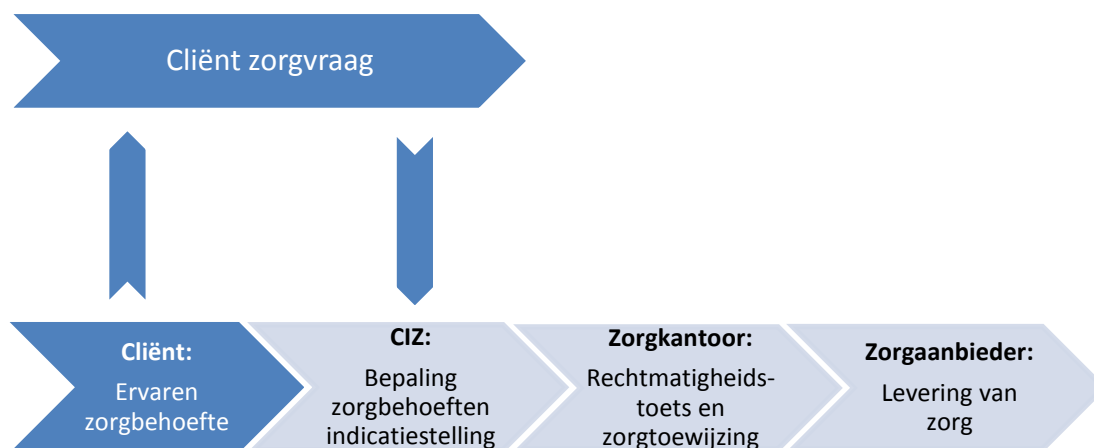 Cliënt zorgvraag
Cliënt:
Ervaren
zorgbehoefte
CIZ:
Bepaling
zorgbehoeften
indicatiestelling
Zorgkantoor:
Rechtmatigheids-
toets en
zorgtoewijzing
Zorgaanbieder:
Levering van
zorg